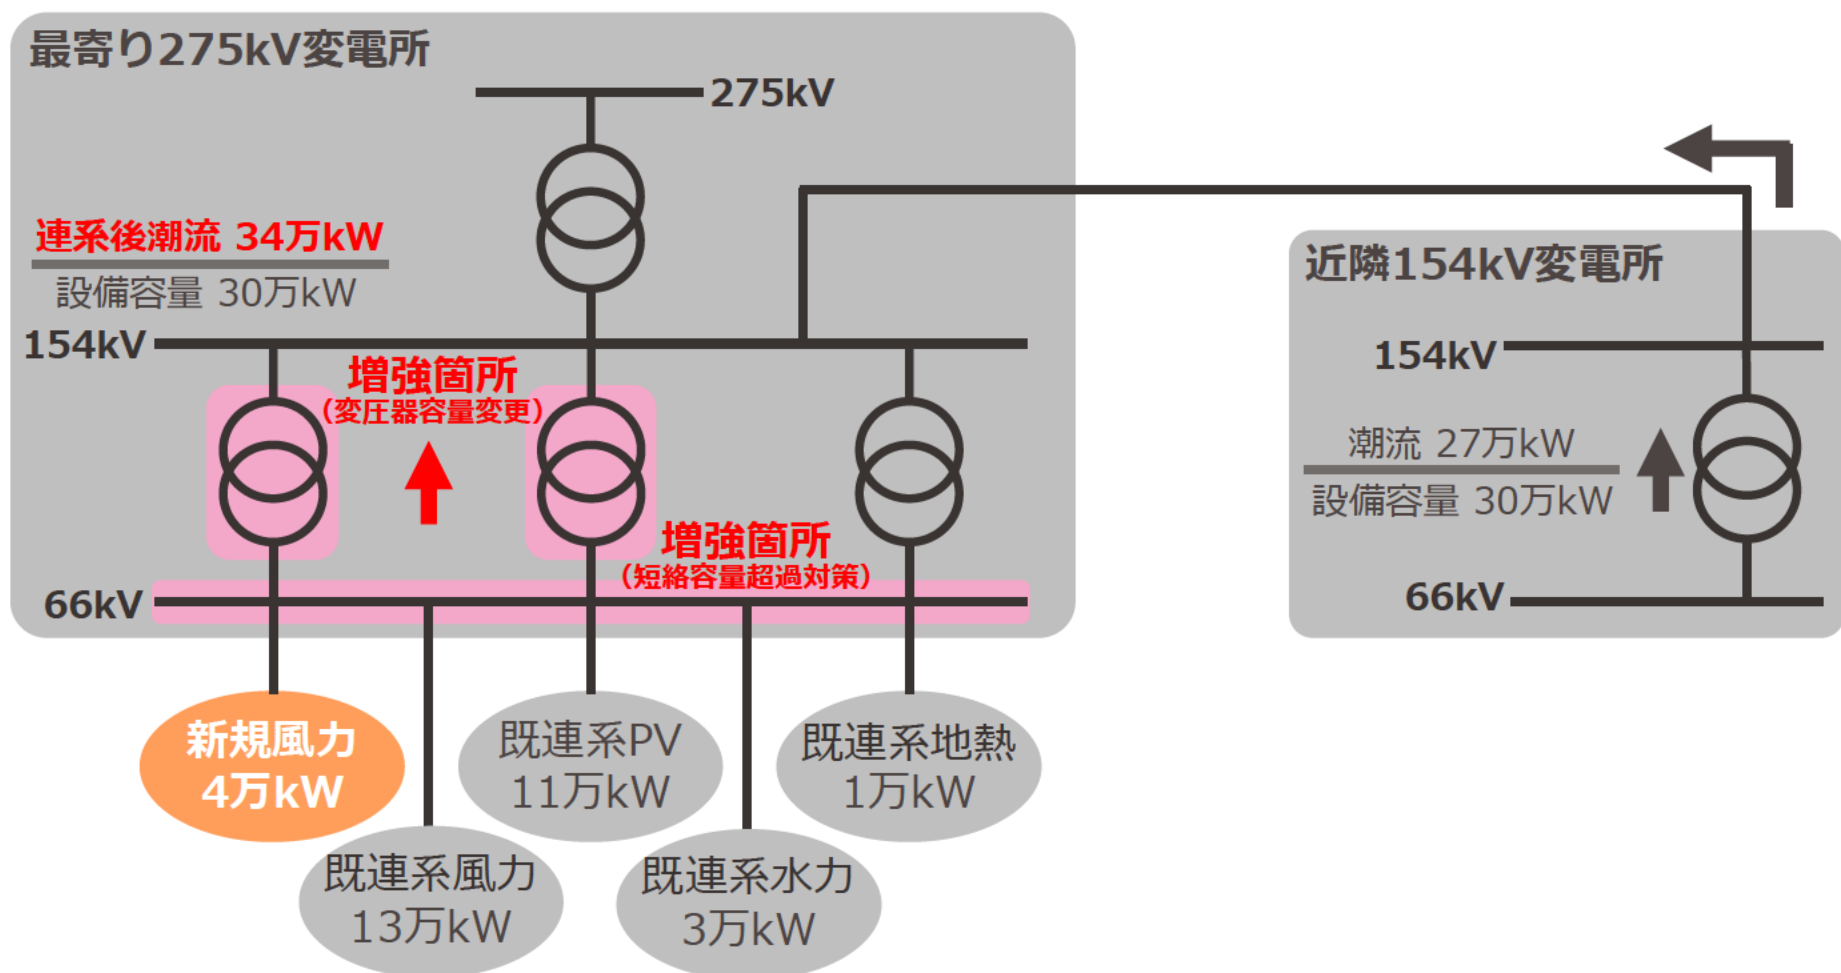 最寄り275kV変電所
275kV
連系後潮流 34万kW
設備容量 30万kW
154kV
増強箇所
(変圧器容量変更)
増強箇所
(短絡容量超過対策)
66kV
近隣154kV変電所
154kV
潮流 27万kW
設備容量 30万kW
66kV
新規風力
4万kW
既連系PV
11万kW
既連系地熱
1万kW
既連系風力
13万kW
既連系水力
3万kW